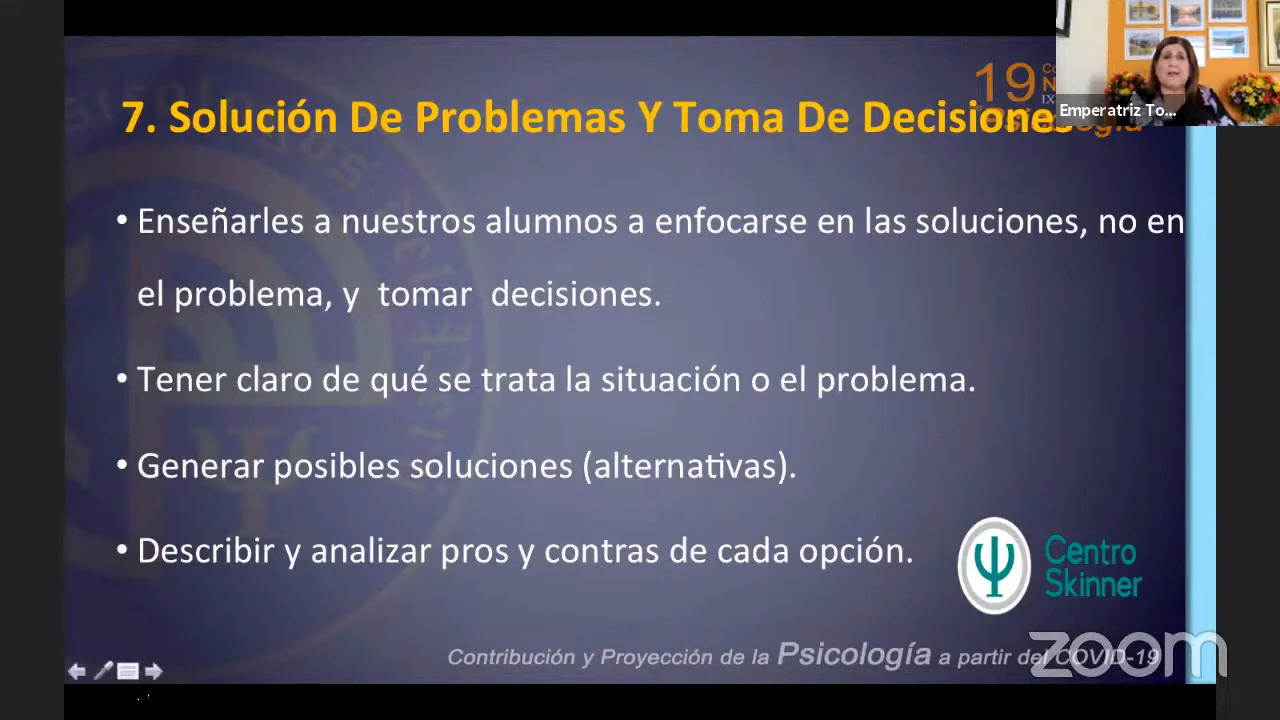 19
Emperatriz To...
7. Solución De Problemas Y Toma De Decisiones
• Enseñarles a nuestros alumnos a enfocarse en las soluciones, no en
el problema, y tomar decisiones.
• Tener claro de qué se trata la situación o el problema.
• Generar posibles soluciones (alternativas).
• Describir y analizar pros y contras de cada opción.
Centro
Skinner
Contribución y Proyección de la Psicología a partir del COVID-19
zoom